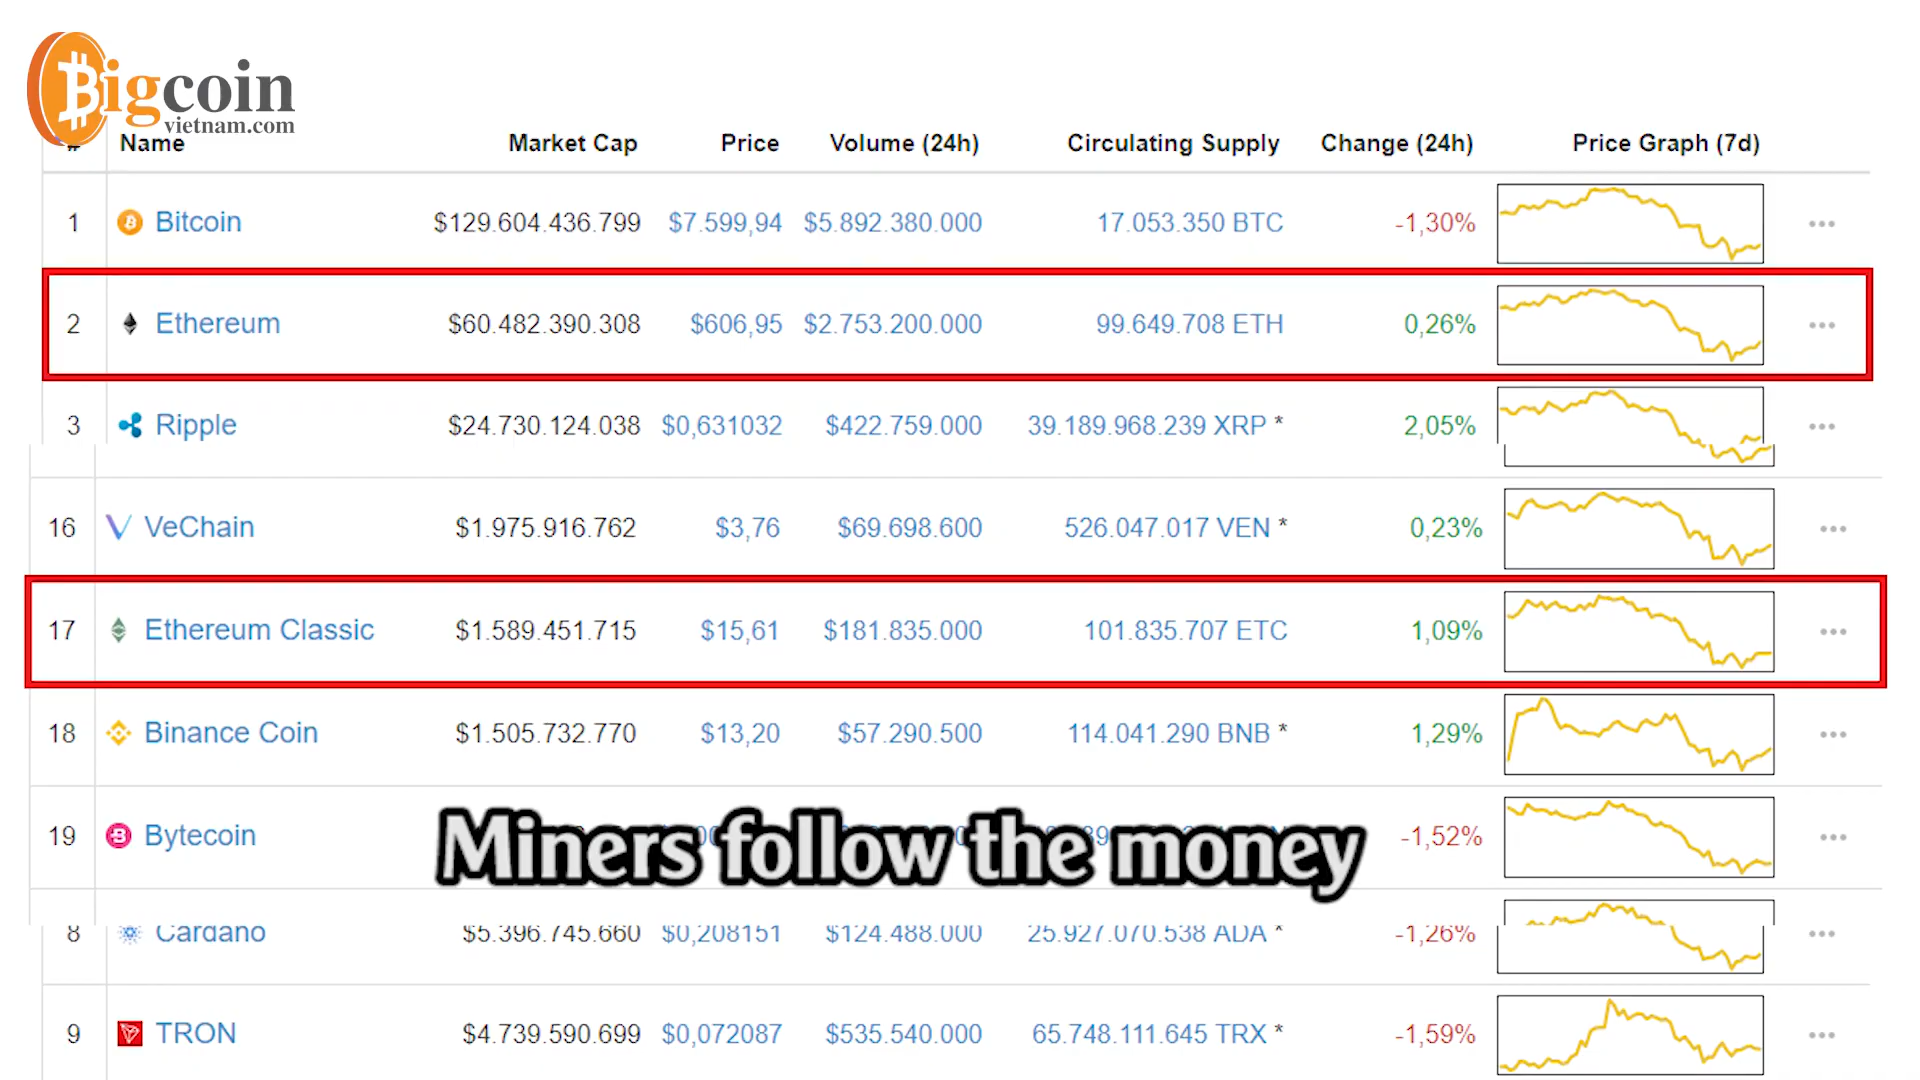 Bigcoin
vietnam.com
# Name Market Cap Price Volume (24h) Circulating Supply Change (24h) Price Graph (7d)
1 Bitcoin $129.604.436.799 $7.599,94 $5.892.380.000 17.053.350 BTC -1,30%
2 Ethereum $60.482.390.308 $606,95 $2.753.200.000 99.649.708 ETH 0,26%
3 Ripple $24.730.124.038 $0,631032 $422.759.000 39.189.968.239 XRP * 2,05%
16 VeChain $1.975.916.762 $3,76 $69.698.600 526.047.017 VEN * 0,23%
17 Ethereum Classic $1.589.451.715 $15,61 $181.835.000 101.835.707 ETC 1,09%
18 Binance Coin $1.505.732.770 $13,20 $57.290.500 114.041.290 BNB * 1,29%
19 Bytecoin -1,52%
Miners follow the money
8 Cardano $5.396.745.660 $0,208151 $124.488.000 25.927.070.538 ADA * -1,26%
9 TRON $4.739.590.699 $0,072087 $535.540.000 65.748.111.645 TRX * -1,59%